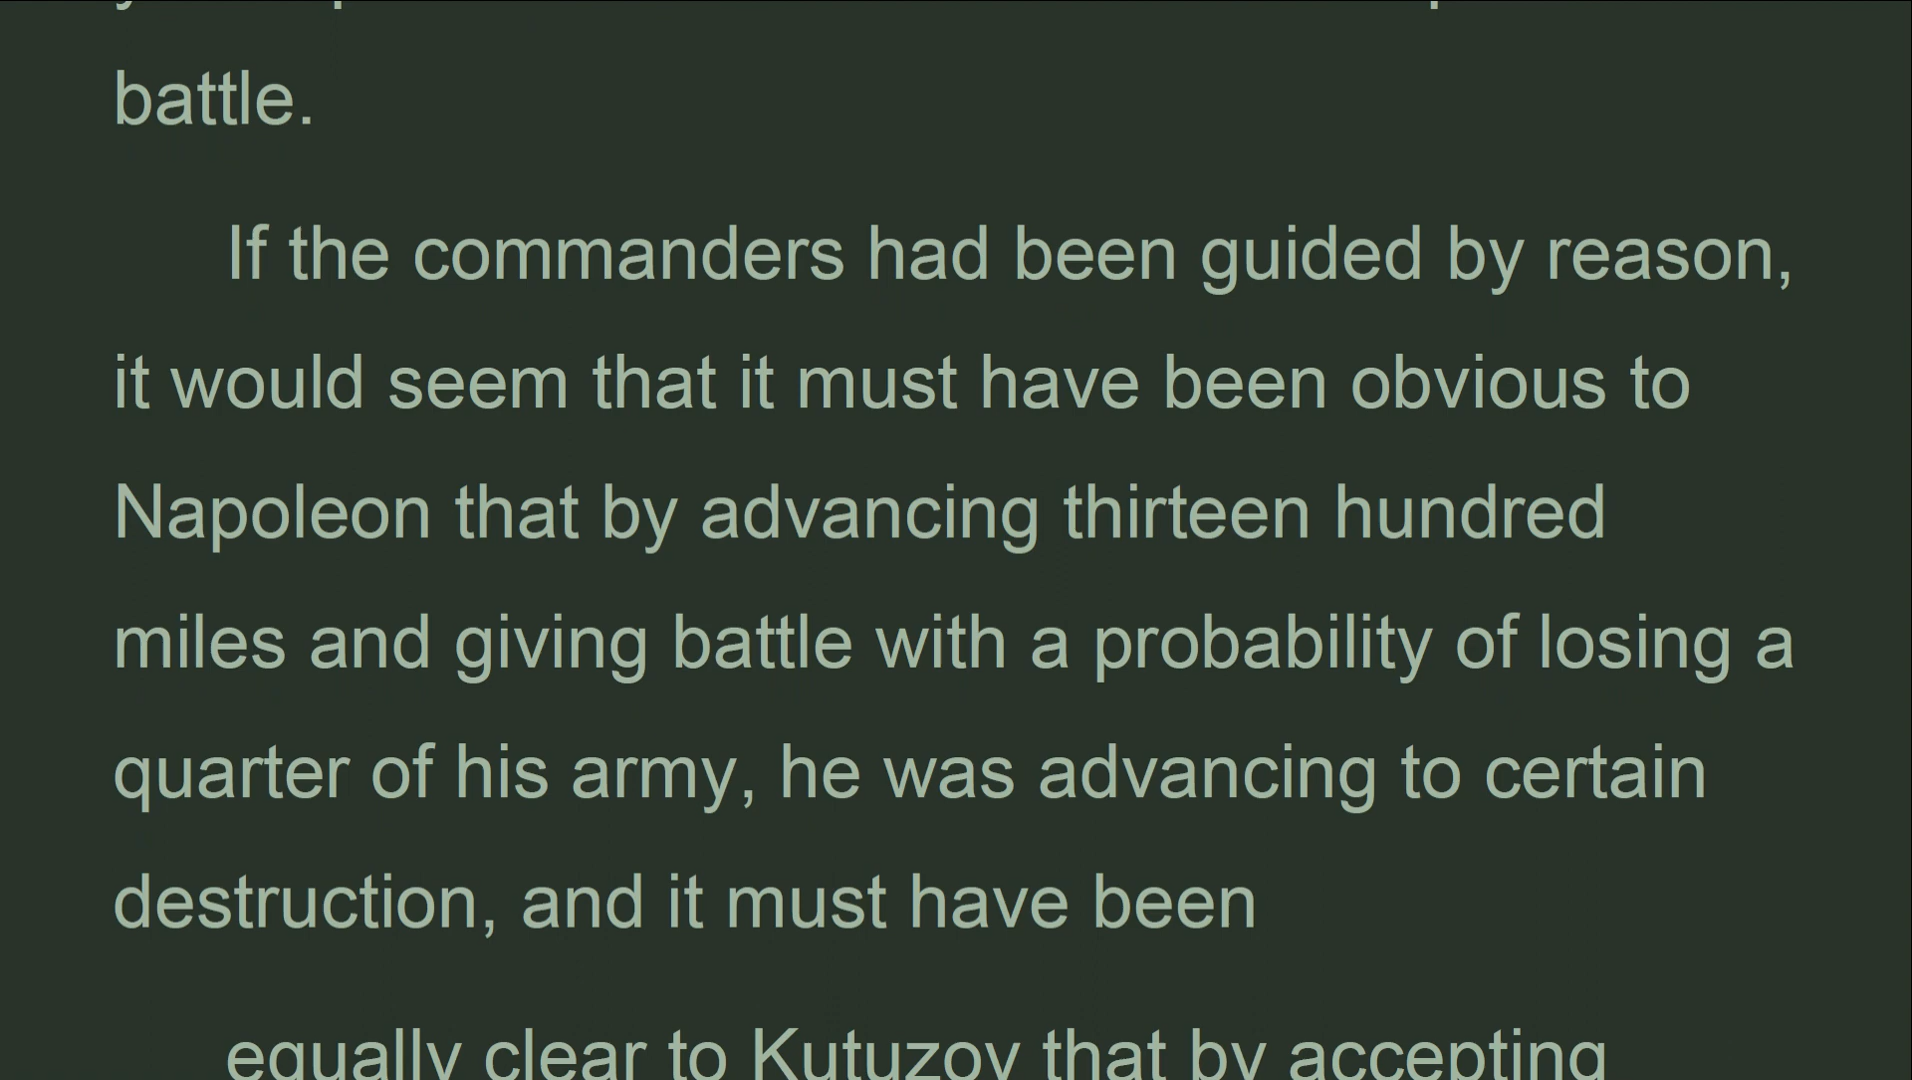 battle.
If the commanders had been guided by reason,
it would seem that it must have been obvious to
Napoleon that by advancing thirteen hundred
miles and giving battle with a probability of losing a
quarter of his army, he was advancing to certain
destruction, and it must have been
equally clear to Kutuzov that by accepting